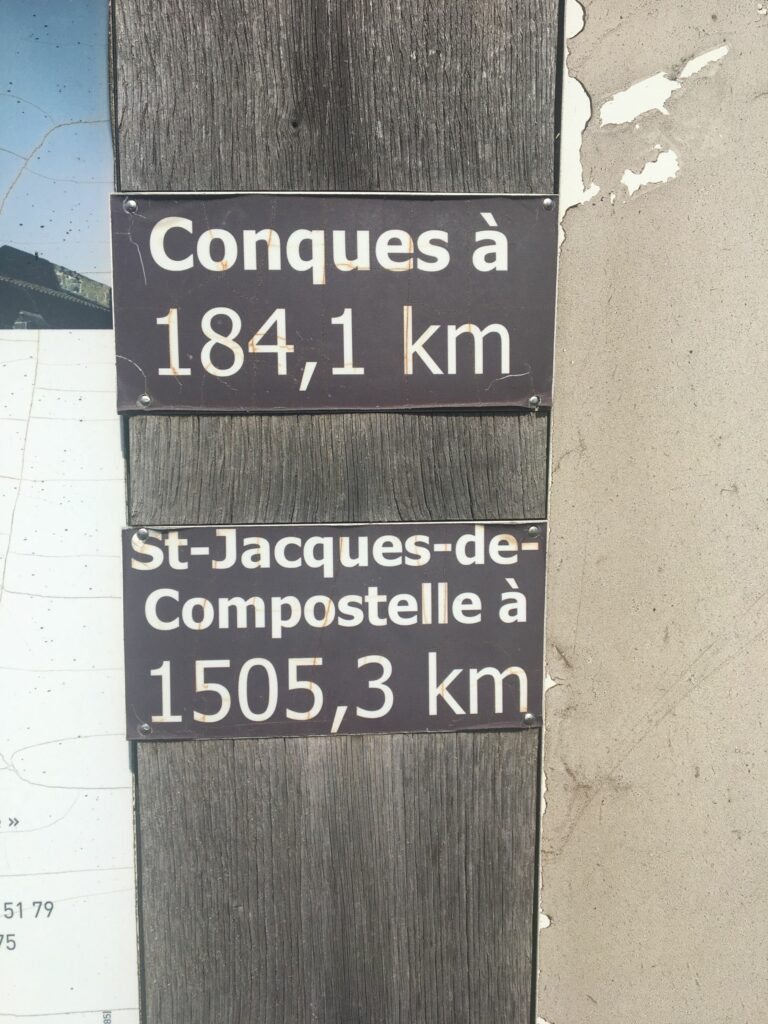 Conques à
184,1 km
St-Jacques-de-
Compostelle à
1505,3 km
»
51 79
75